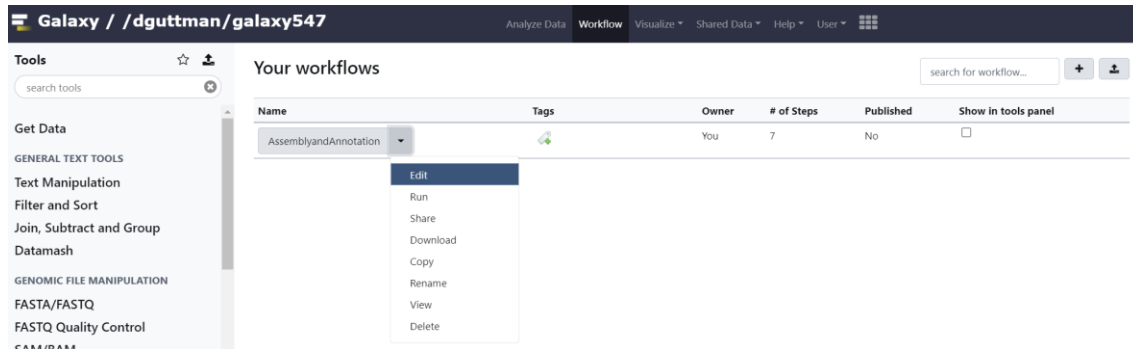 Galaxy / /dguttman/galaxy547
Analyze Data Workflow Visualize Shared Data Help User
Tools
search tools
Get Data
GENERAL TEXT TOOLS
Text Manipulation
Filter and Sort
Join, Subtract and Group
Datamash
GENOMIC FILE MANIPULATION
FASTA/FASTQ
FASTQ Quality Control
SAM/BAM
Your workflows
search for workflow...
Name Tags Owner # of Steps Published Show in tools panel
AssemblyandAnnotation You 7 No
Edit
Run
Share
Download
Copy
Rename
View
Delete